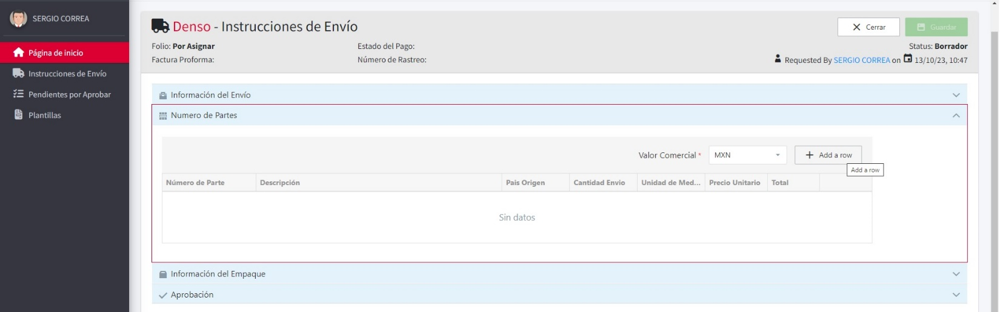 SERGIO CORREA
Página de inicio
Instrucciones de Envío
Pendientes por Aprobar
Plantillas
Denso - Instrucciones de Envío
Cerrar
Guardar
Folio: Por Asignar
Estado del Pago:
Status: Borrador
Factura Proforma:
Número de Rastreo:
Requested By SERGIO CORREA on 13/10/23, 10:47
Información del Envío
Numero de Partes
Valor Comercial * MXN
Add a row
Add a row
Número de Parte Descripción Pais Origen Cantidad Envio Unidad de Med... Precio Unitario Total
Sin datos
Información del Empaque
Aprobación